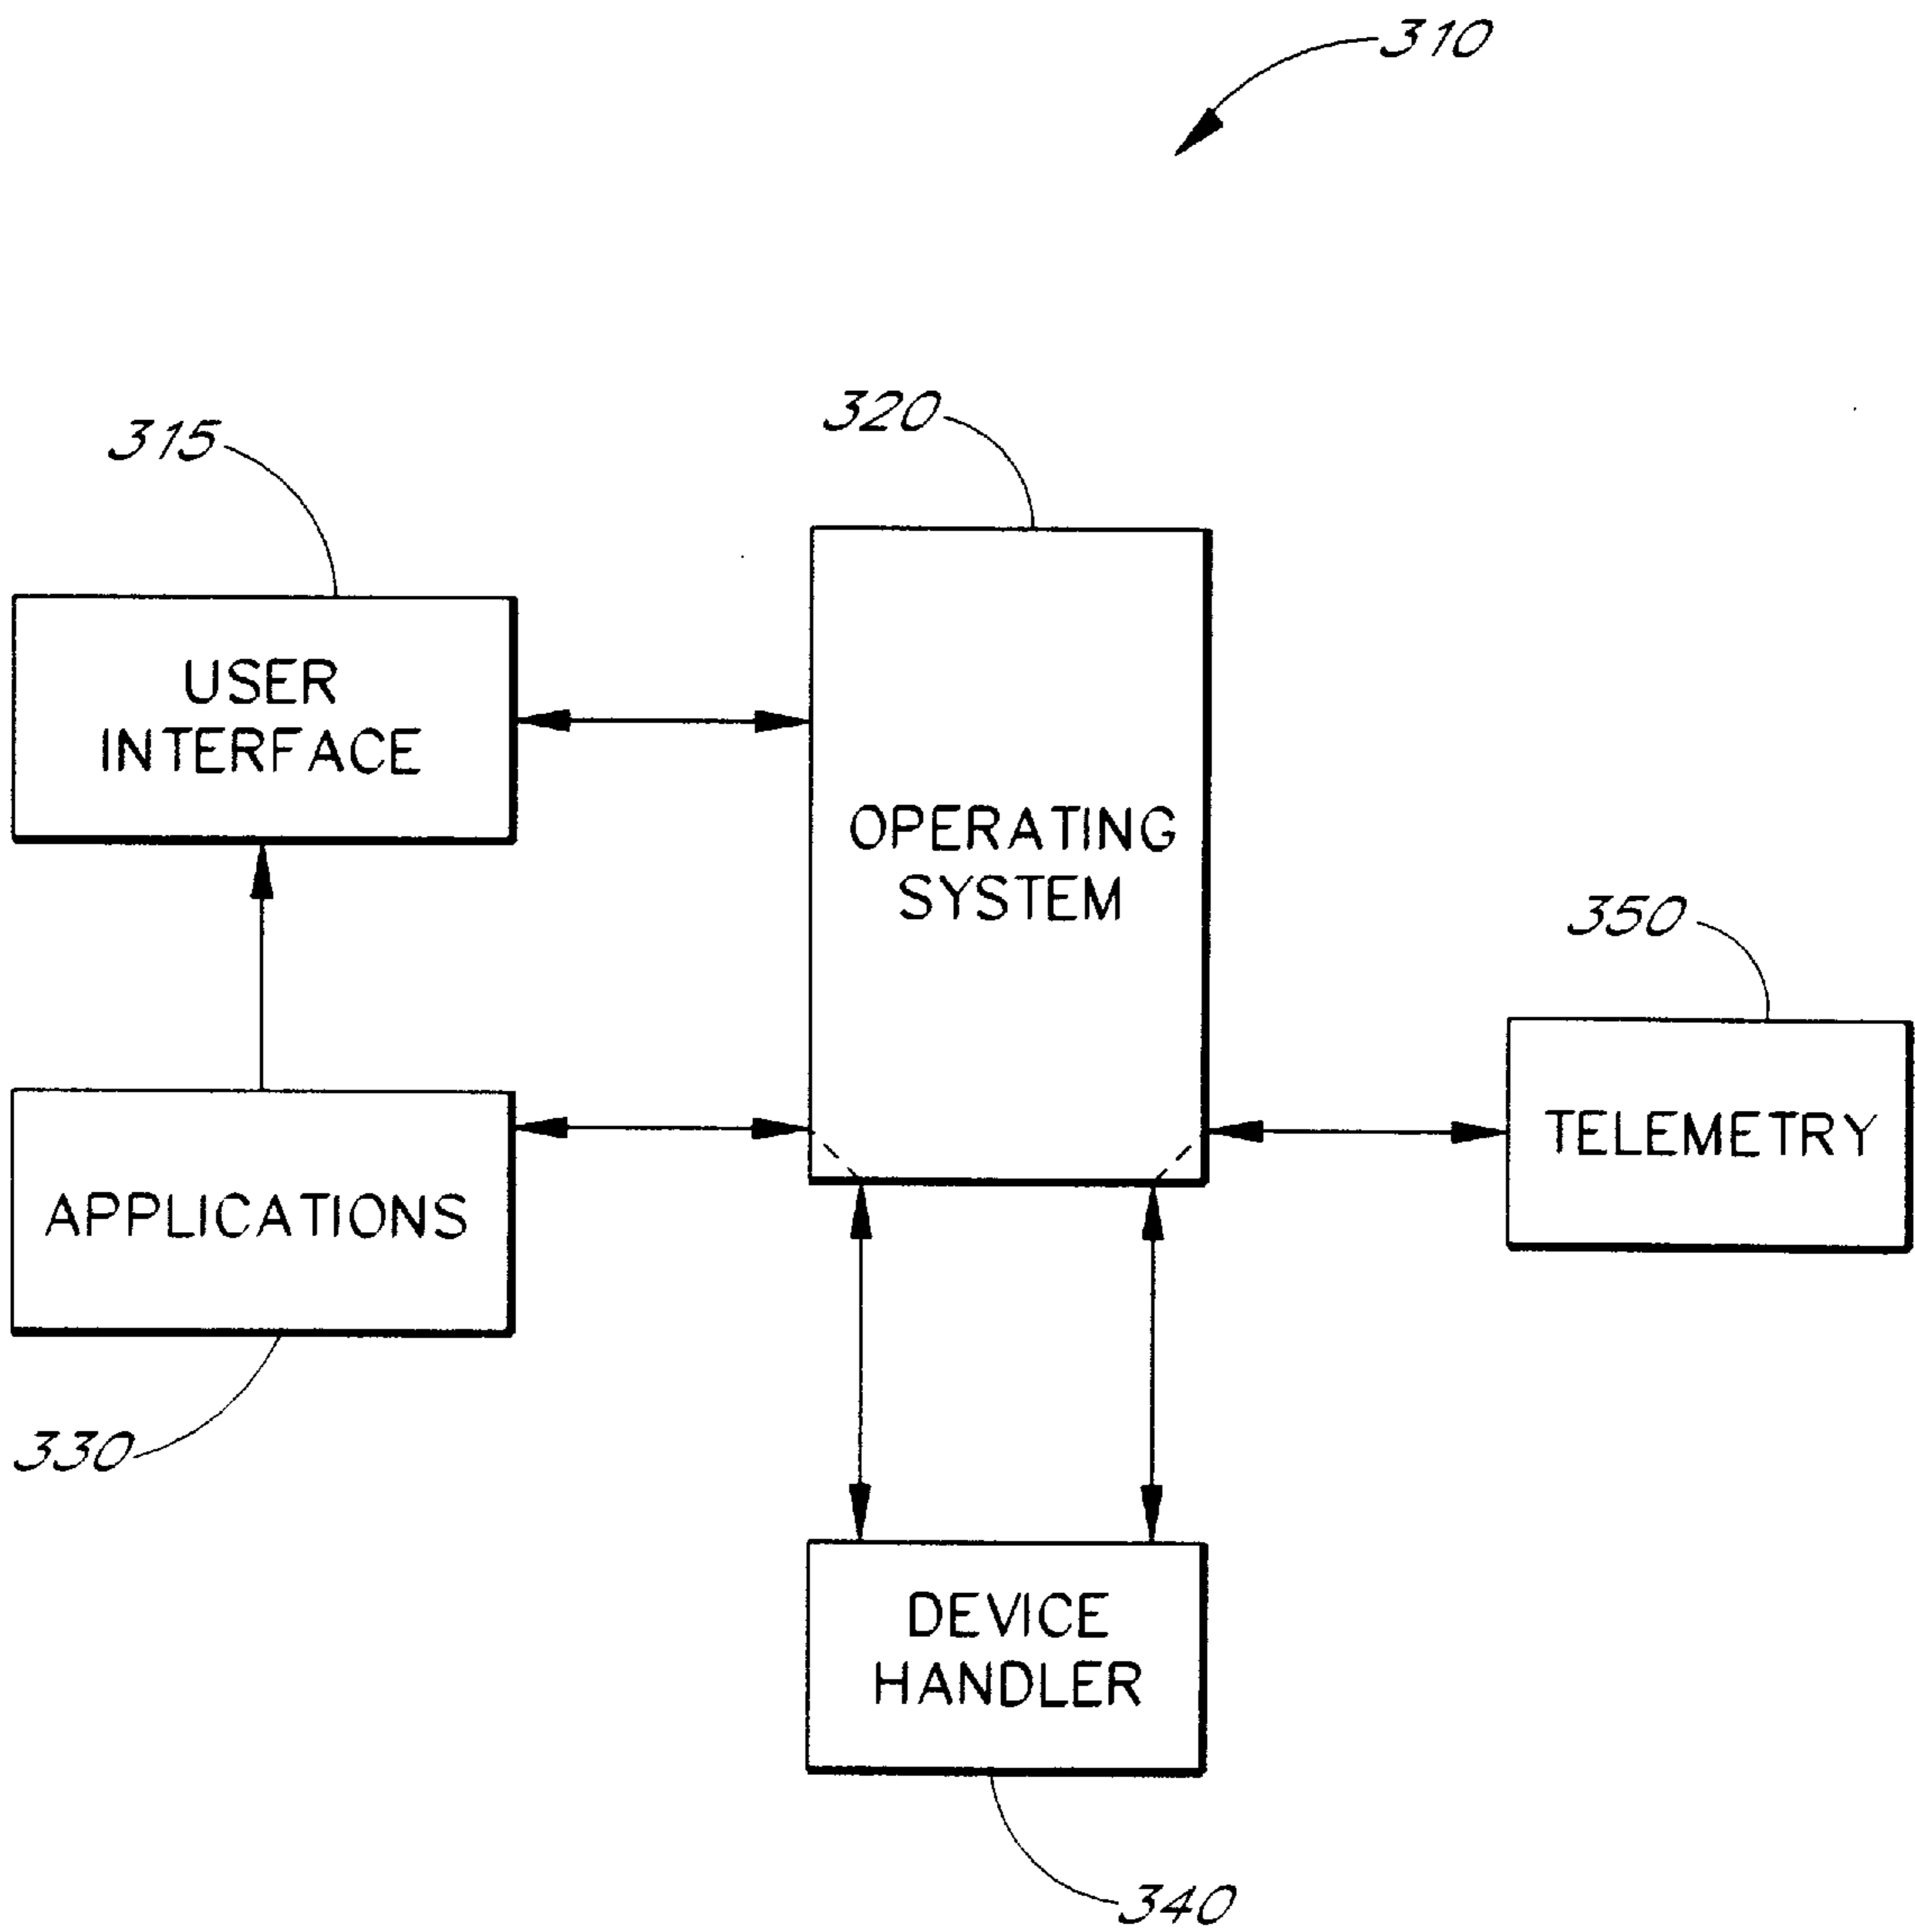 310
320
315
USER
INTERFACE
OPERATING
SYSTEM
350
TELEMETRY
APPLICATIONS
330
DEVICE
HANDLER
340